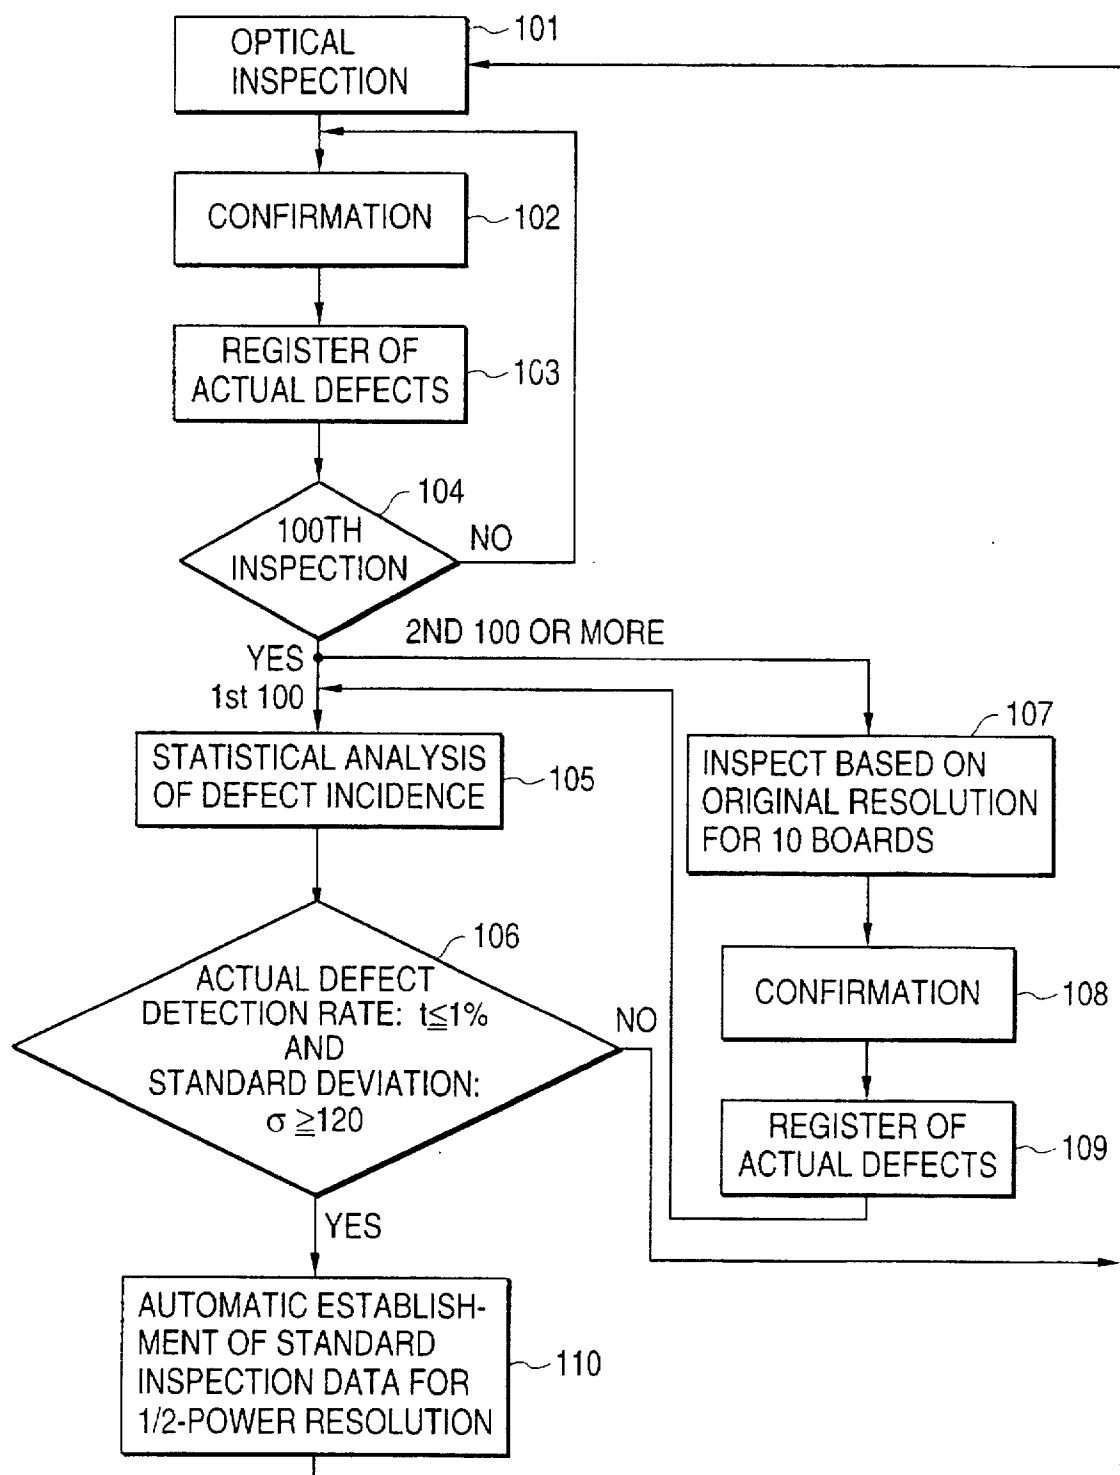 101
OPTICAL
INSPECTION
CONFIRMATION
102
REGISTER OF
ACTUAL DEFECTS
103
104
100TH
INSPECTION
NO
2ND 100 OR MORE
YES
1st 100
107
STATISTICAL ANALYSIS
OF DEFECT INCIDENCE
105
INSPECT BASED ON
ORIGINAL RESOLUTION
FOR 10 BOARDS
106
ACTUAL DEFECT
DETECTION RATE: t≦1%
AND
STANDARD DEVIATION:
σ ≧120
NO
CONFIRMATION
108
REGISTER OF
ACTUAL DEFECTS
109
YES
AUTOMATIC ESTABLISH-
MENT OF STANDARD
INSPECTION DATA FOR
1/2-POWER RESOLUTION
110